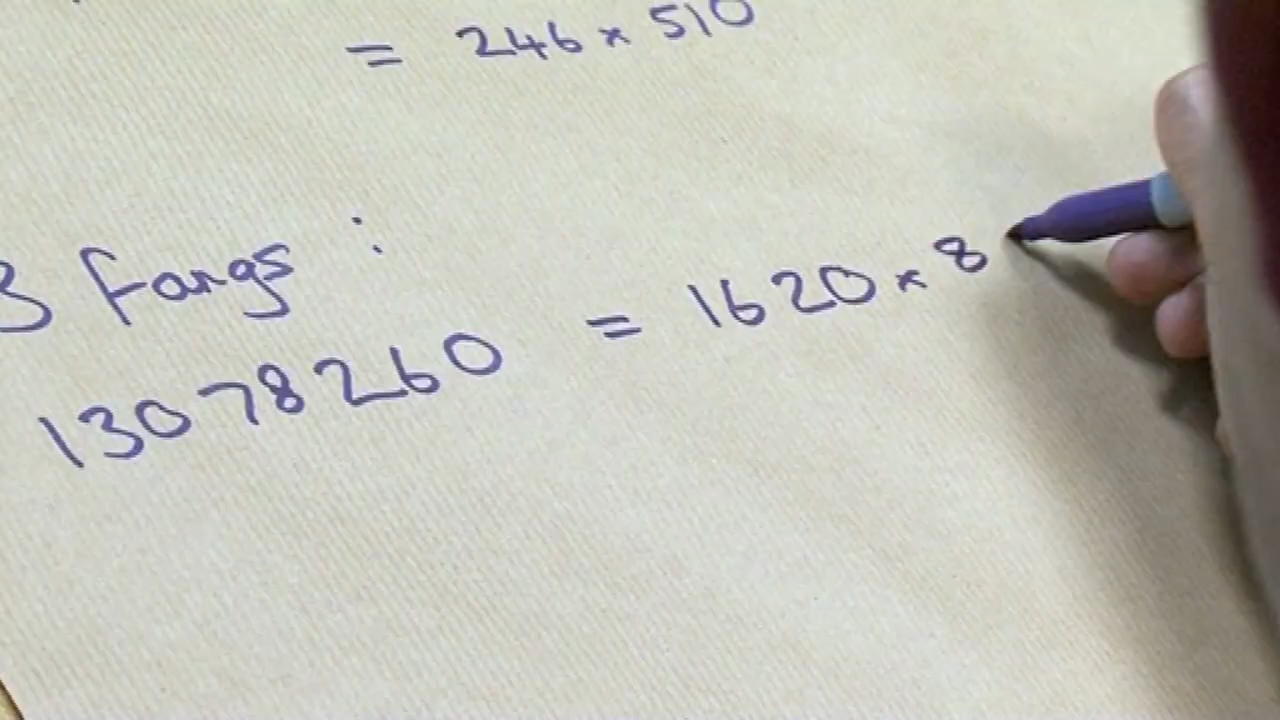 = 246 × 510
3 fangs :
13078260 = 1620 × 8